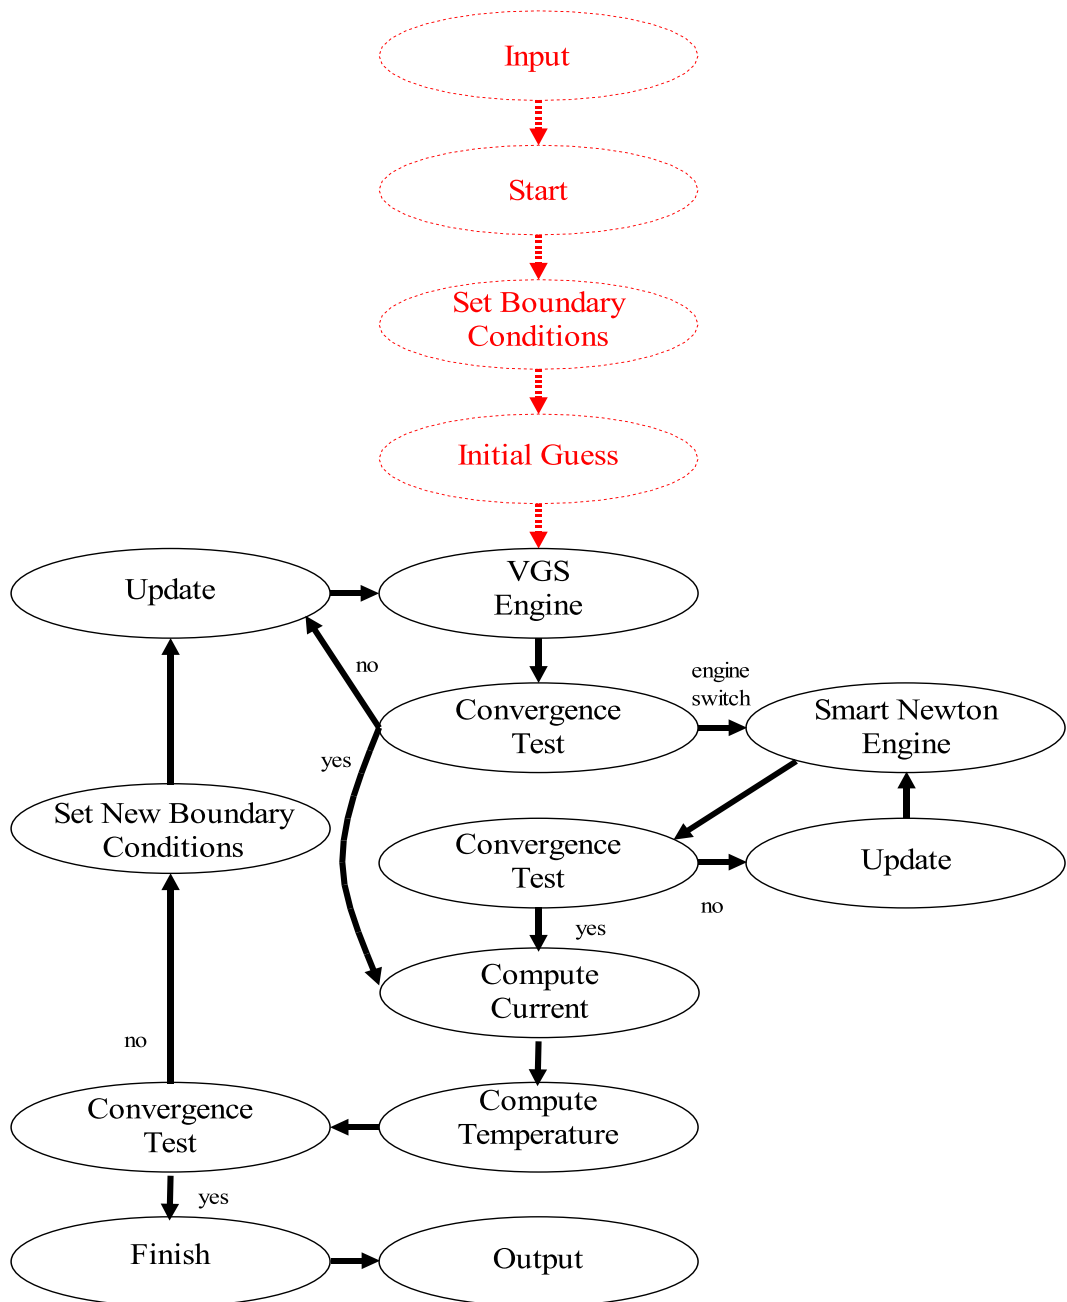 Input
Start
Set Boundary
Conditions
Initial Guess
Update
VGS
Engine
no
engine
switch
Convergence
Test
Smart Newton
Engine
yes
Set New Boundary
Conditions
Convergence
Test
Update
no
yes
Compute
Current
no
Convergence
Test
Compute
Temperature
yes
Finish
Output